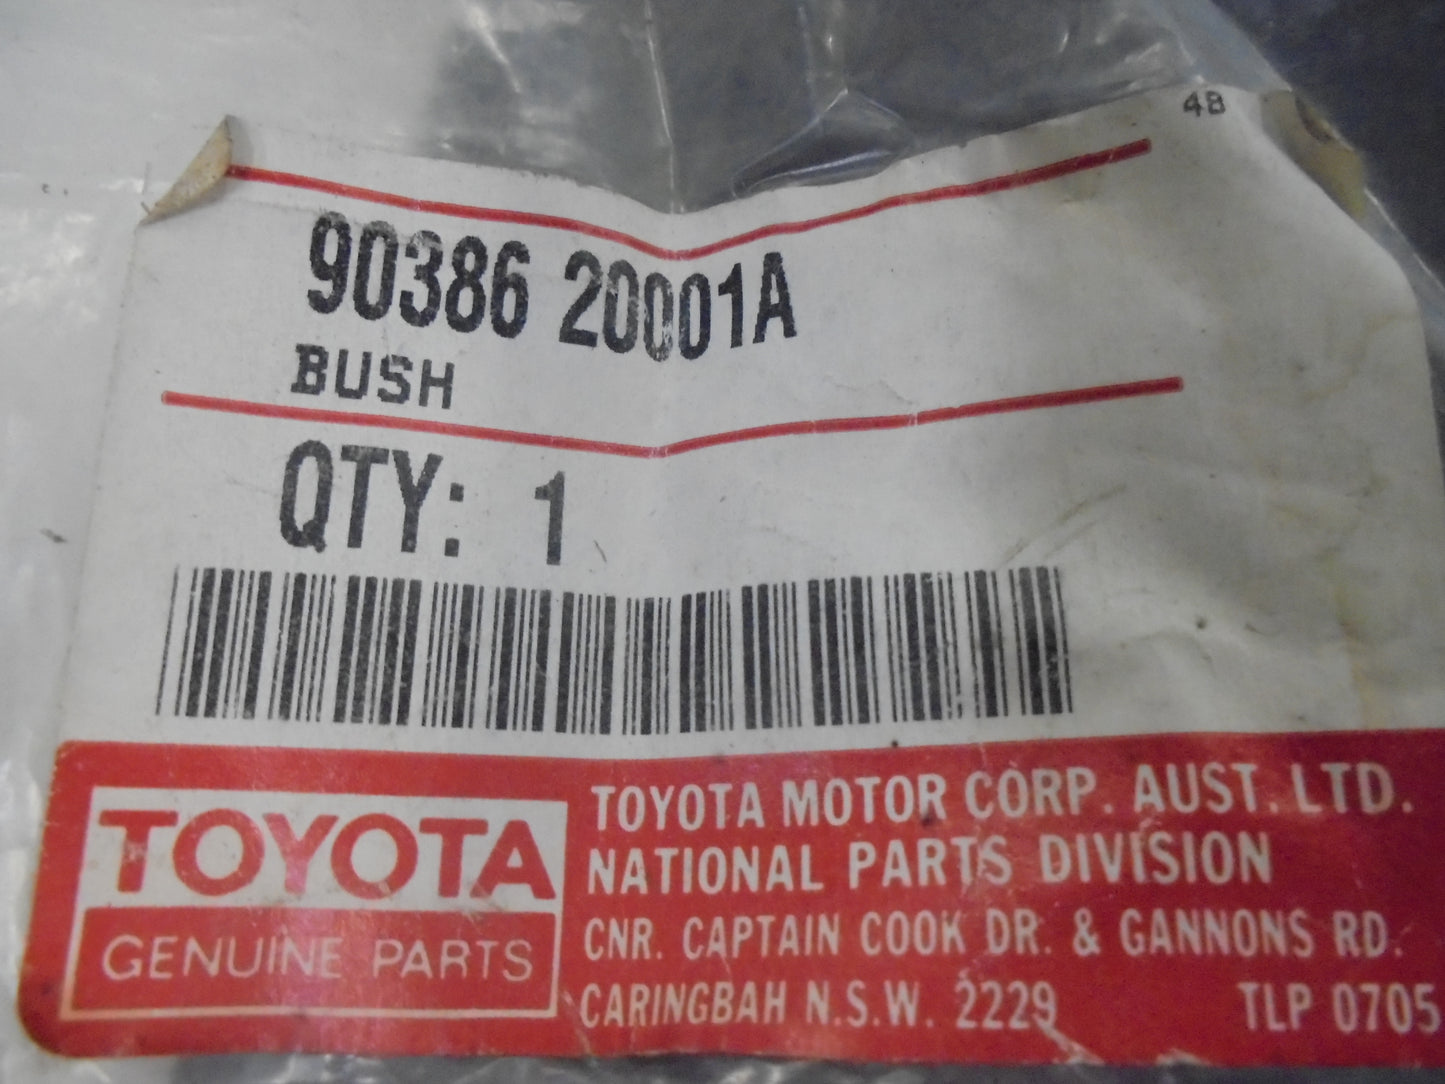 4B
90386 20001A
BUSH
QTY: 1
TOYOTA
GENUINE PARTS
TOYOTA MOTOR CORP. AUST. LTD.
NATIONAL PARTS DIVISION
CNR. CAPTAIN COOK DR. & GANNONS RD.
CARINGBAH N.S.W. 2229
TLP 0705